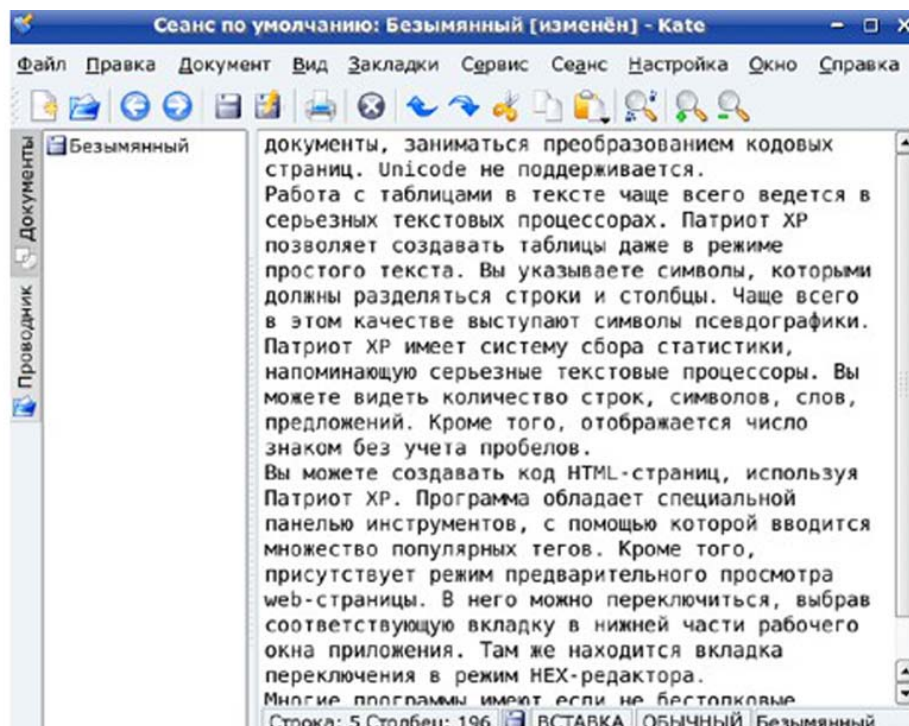 Сеанс по умолчанию: Безымянный [изменён] - Kate
Файл Правка Документ Вид Закладки Сервис Сеанс Настройка Окно Справка
Документы
Проводник
Безымянный
документы, заниматься преобразованием кодовых
страниц. Unicode не поддерживается.
Работа с таблицами в тексте чаще всего ведется в
серьезных текстовых процессорах. Патриот XP
позволяет создавать таблицы даже в режиме
простого текста. Вы указываете символы, которыми
должны разделяться строки и столбцы. Чаще всего
в этом качестве выступают символы псевдографики.
Патриот XP имеет систему сбора статистики,
напоминающую серьезные текстовые процессоры. Вы
можете видеть количество строк, символов, слов,
предложений. Кроме того, отображается число
знаком без учета пробелов.
Вы можете создавать код HTML-страниц, используя
Патриот XP. Программа обладает специальной
панелью инструментов, с помощью которой вводится
множество популярных тегов. Кроме того,
присутствует режим предварительного просмотра
web-страницы. В него можно переключиться, выбрав
соответствующую вкладку в нижней части рабочего
окна приложения. Там же находится вкладка
переключения в режим HEX-редактора.
Многие программы имеют если не бестолковые
Строка: 5 Столбец: 196 ВСТАВКА ОБЫЧНЫЙ Безымянный